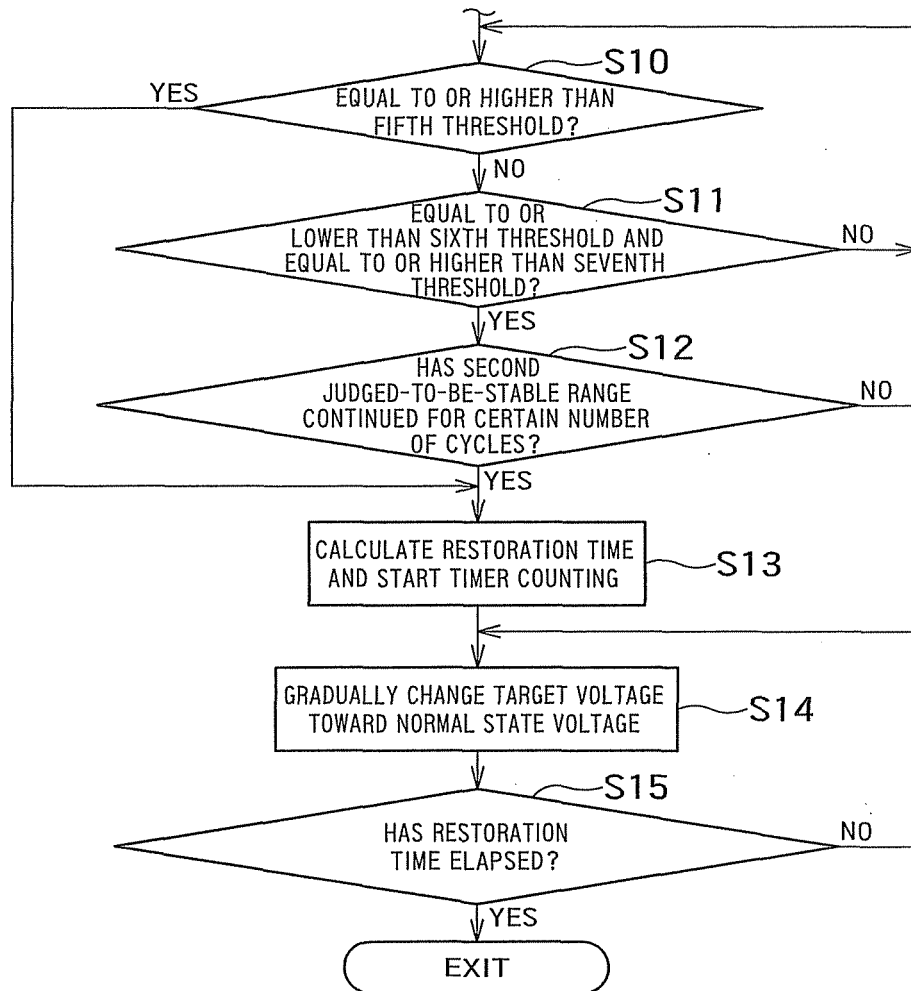 S10
YES
EQUAL TO OR HIGHER THAN
FIFTH THRESHOLD?
NO
S11
EQUAL TO OR
LOWER THAN SIXTH THRESHOLD AND
EQUAL TO OR HIGHER THAN SEVENTH
THRESHOLD?
NO
YES
S12
HAS SECOND
JUDGED-TO-BE-STABLE RANGE
CONTINUED FOR CERTAIN NUMBER
OF CYCLES?
NO
YES
CALCULATE RESTORATION TIME
AND START TIMER COUNTING
S13
GRADUALLY CHANGE TARGET VOLTAGE
TOWARD NORMAL STATE VOLTAGE
S14
S15
HAS RESTORATION
TIME ELAPSED?
NO
YES
EXIT